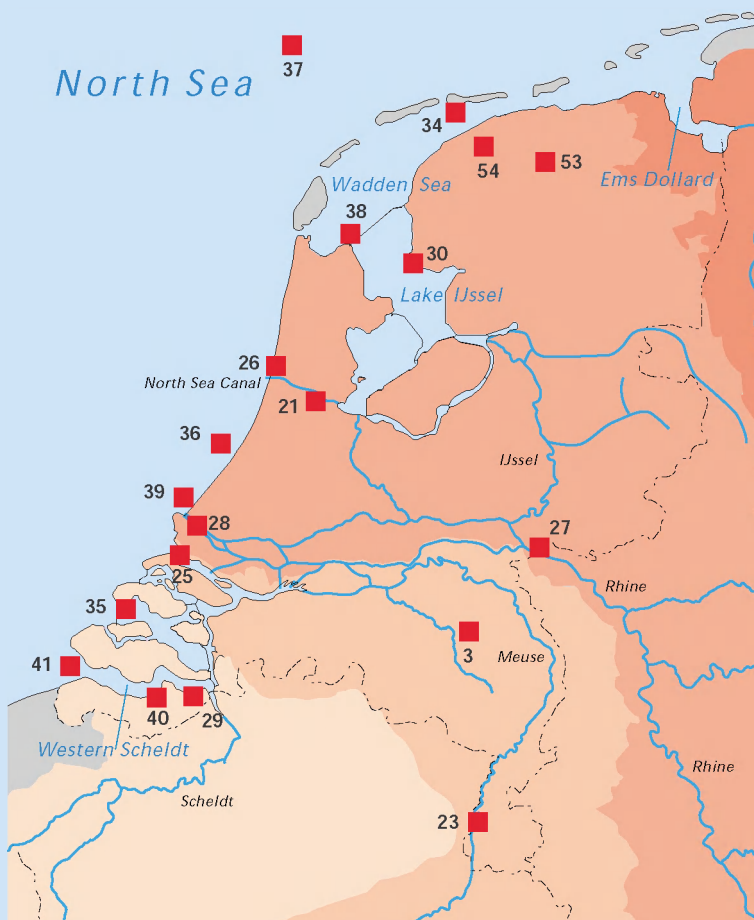 37
North Sea
34
54
53
Ems Dollard
Wadden Sea
38
30
Lake IJssel
26
North Sea Canal
21
36
IJssel
39
28
27
25
Rhine
35
3
Meuse
41
40
29
Western Scheldt
Rhine
Scheldt
23